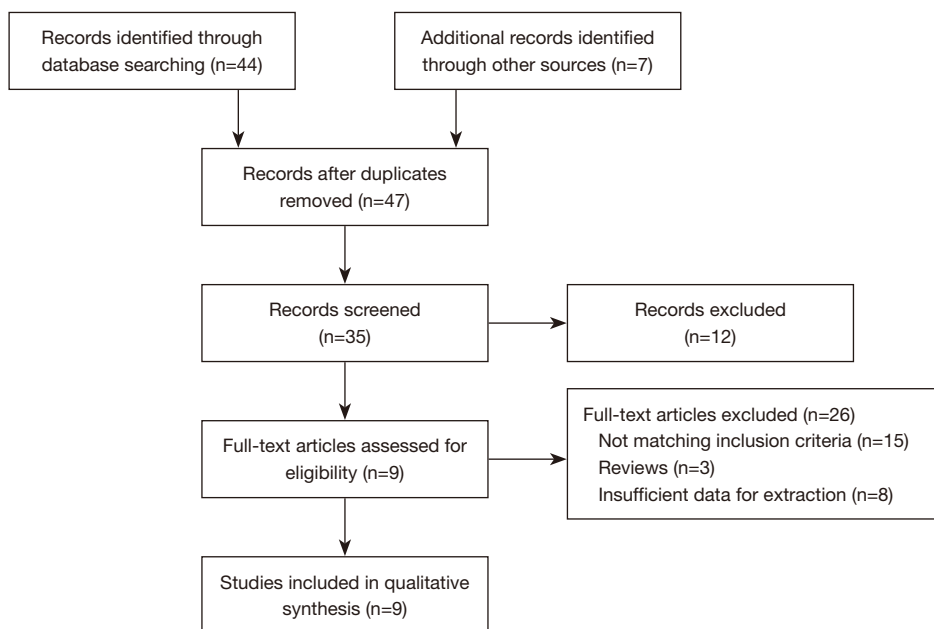 Records identified through
database searching (n=44)
Additional records identified
through other sources (n=7)
Records after duplicates
removed (n=47)
Records screened
(n=35)
Records excluded
(n=12)
Full-text articles assessed for
eligibility (n=9)
Full-text articles excluded (n=26)
Not matching inclusion criteria (n=15)
Reviews (n=3)
Insufficient data for extraction (n=8)
Studies included in qualitative
synthesis (n=9)